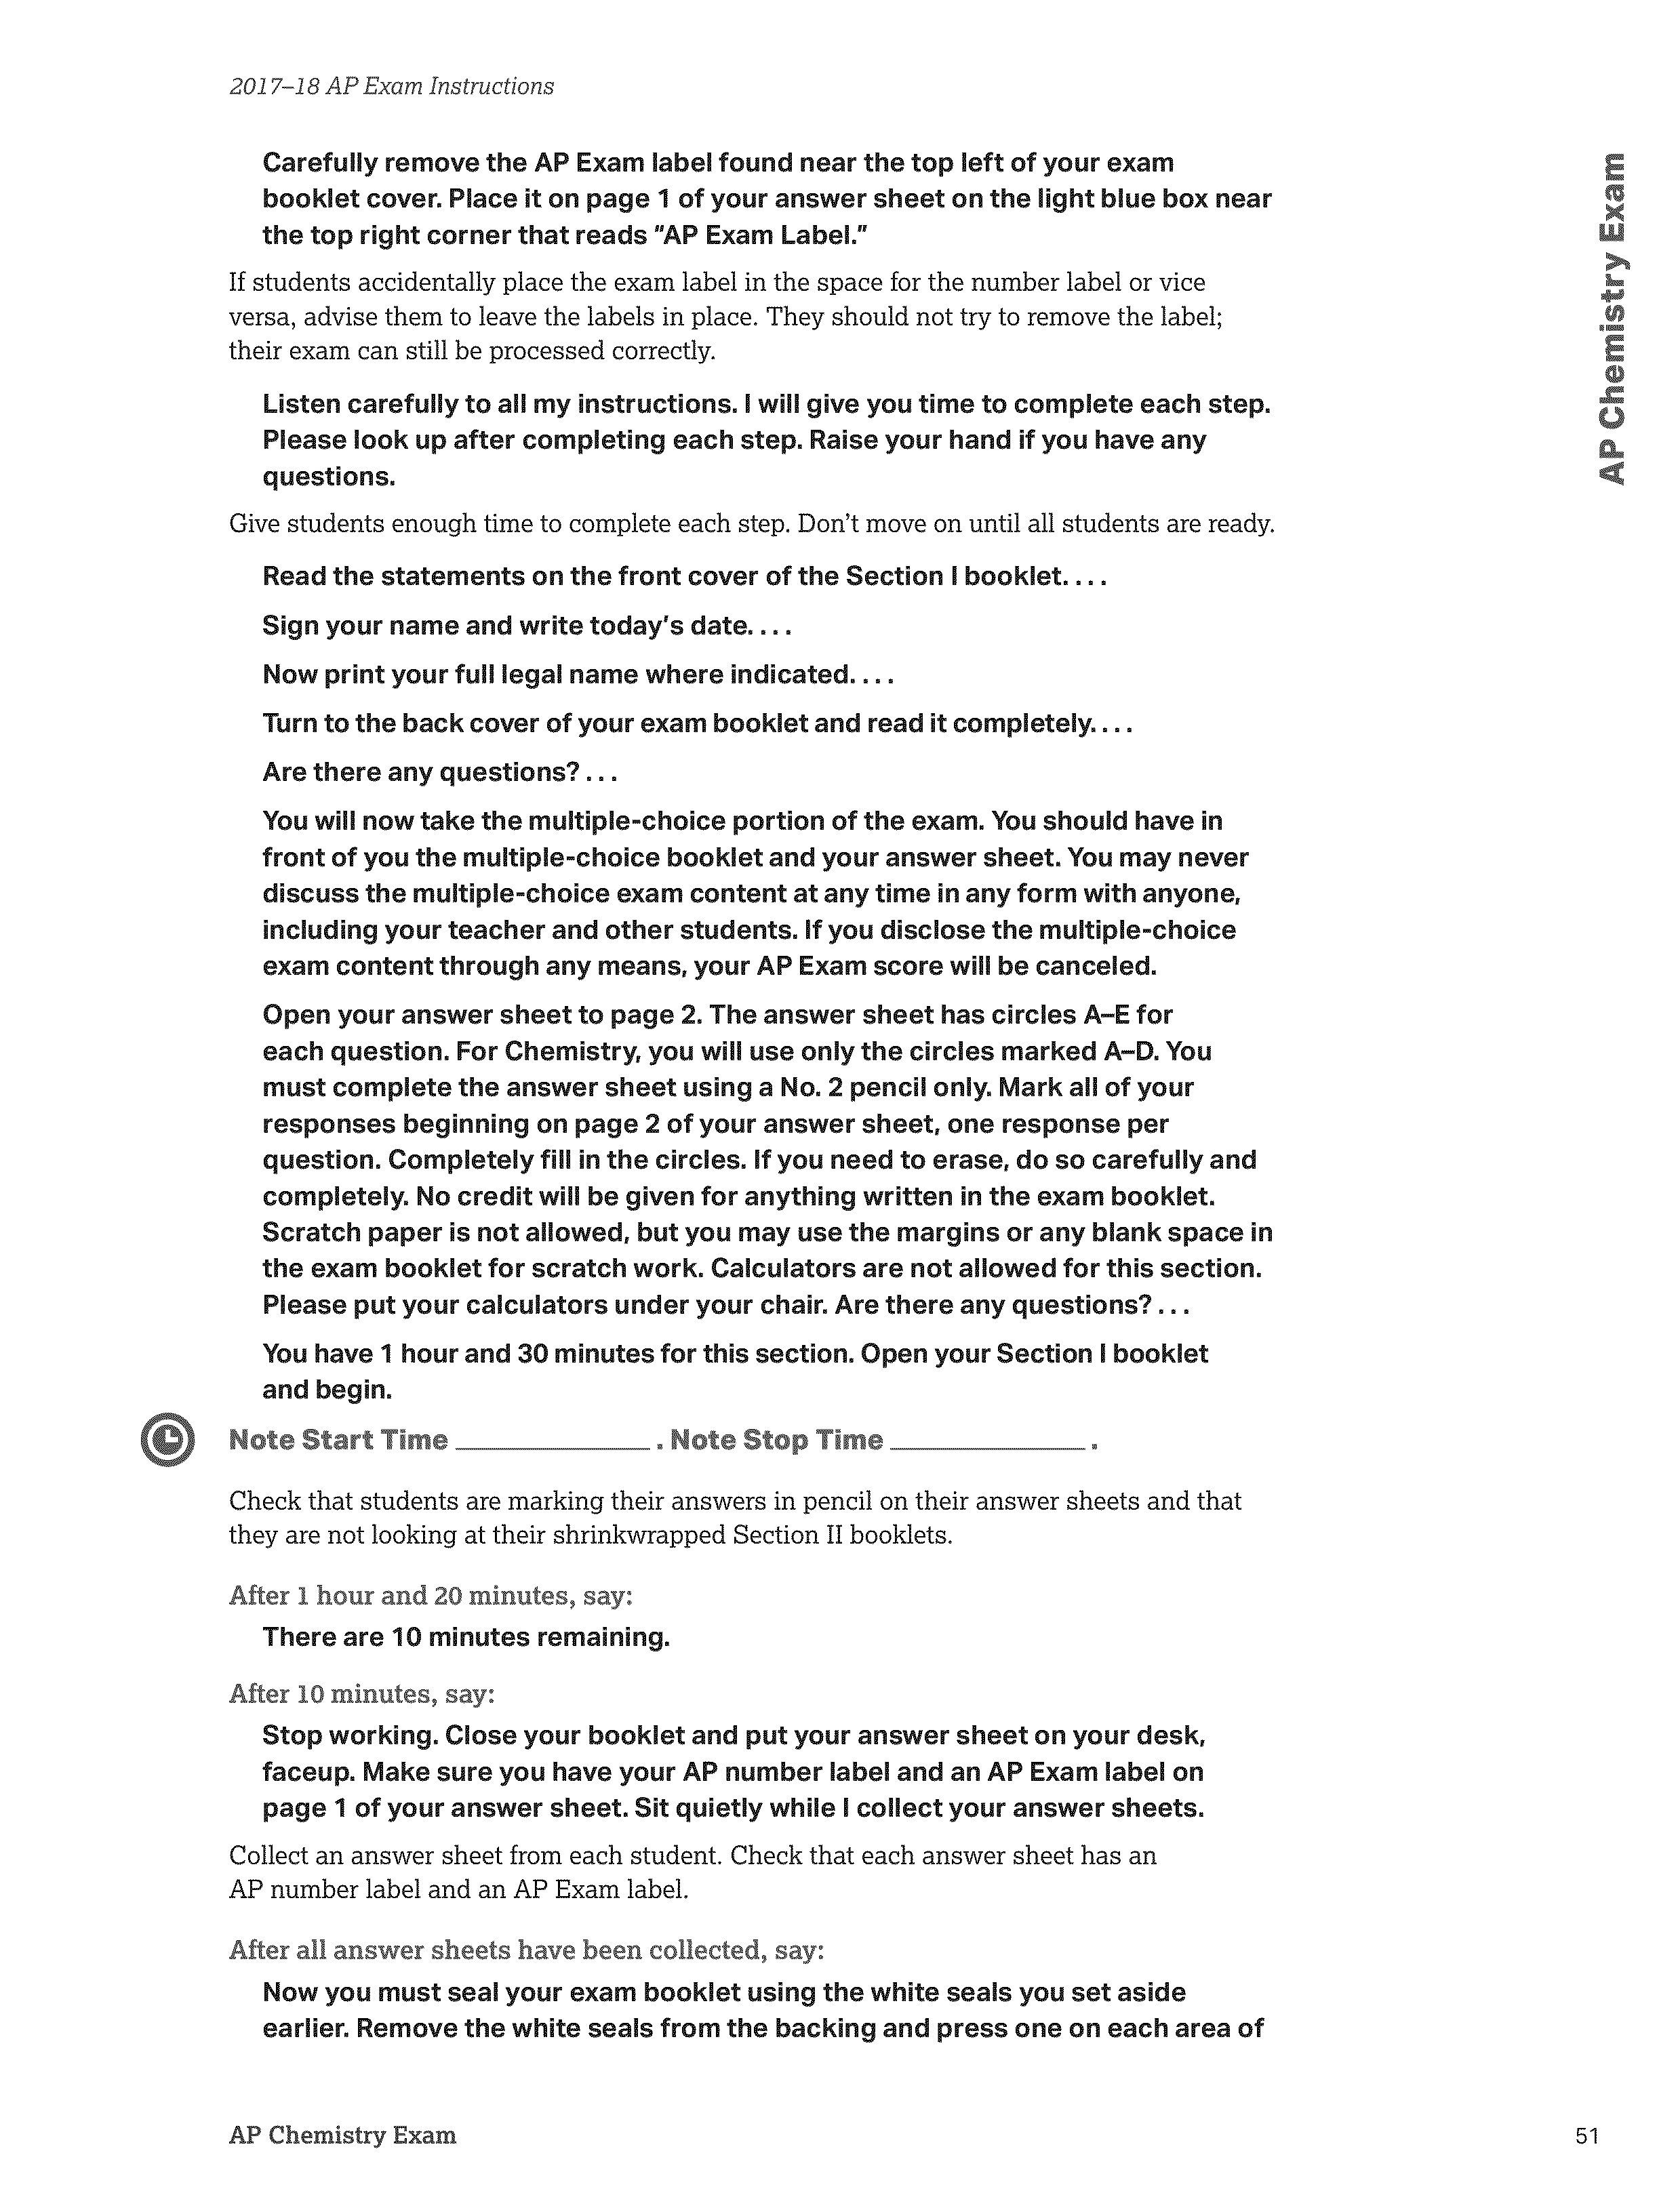 2017–18 AP Exam Instructions
Carefully remove the AP Exam label found near the top left of your exam
booklet cover. Place it on page 1 of your answer sheet on the light blue box near
the top right corner that reads "AP Exam Label."
If students accidentally place the exam label in the space for the number label or vice
versa, advise them to leave the labels in place. They should not try to remove the label;
their exam can still be processed correctly.
Listen carefully to all my instructions. I will give you time to complete each step.
Please look up after completing each step. Raise your hand if you have any
questions.
Give students enough time to complete each step. Don’t move on until all students are ready.
Read the statements on the front cover of the Section I booklet. . . .
Sign your name and write today’s date. . . .
Now print your full legal name where indicated. . . .
Turn to the back cover of your exam booklet and read it completely. . . .
Are there any questions? . . .
You will now take the multiple-choice portion of the exam. You should have in
front of you the multiple-choice booklet and your answer sheet. You may never
discuss the multiple-choice exam content at any time in any form with anyone,
including your teacher and other students. If you disclose the multiple-choice
exam content through any means, your AP Exam score will be canceled.
Open your answer sheet to page 2. The answer sheet has circles A–E for
each question. For Chemistry, you will use only the circles marked A–D. You
must complete the answer sheet using a No. 2 pencil only. Mark all of your
responses beginning on page 2 of your answer sheet, one response per
question. Completely fill in the circles. If you need to erase, do so carefully and
completely. No credit will be given for anything written in the exam booklet.
Scratch paper is not allowed, but you may use the margins or any blank space in
the exam booklet for scratch work. Calculators are not allowed for this section.
Please put your calculators under your chair. Are there any questions? . . .
You have 1 hour and 30 minutes for this section. Open your Section I booklet
and begin.
Note Start Time ____________ . Note Stop Time ____________ .
Check that students are marking their answers in pencil on their answer sheets and that
they are not looking at their shrinkwrapped Section II booklets.
After 1 hour and 20 minutes, say:
There are 10 minutes remaining.
After 10 minutes, say:
Stop working. Close your booklet and put your answer sheet on your desk,
faceup. Make sure you have your AP number label and an AP Exam label on
page 1 of your answer sheet. Sit quietly while I collect your answer sheets.
Collect an answer sheet from each student. Check that each answer sheet has an
AP number label and an AP Exam label.
After all answer sheets have been collected, say:
Now you must seal your exam booklet using the white seals you set aside
earlier. Remove the white seals from the backing and press one on each area of
AP Chemistry Exam
51
AP Chemistry Exam